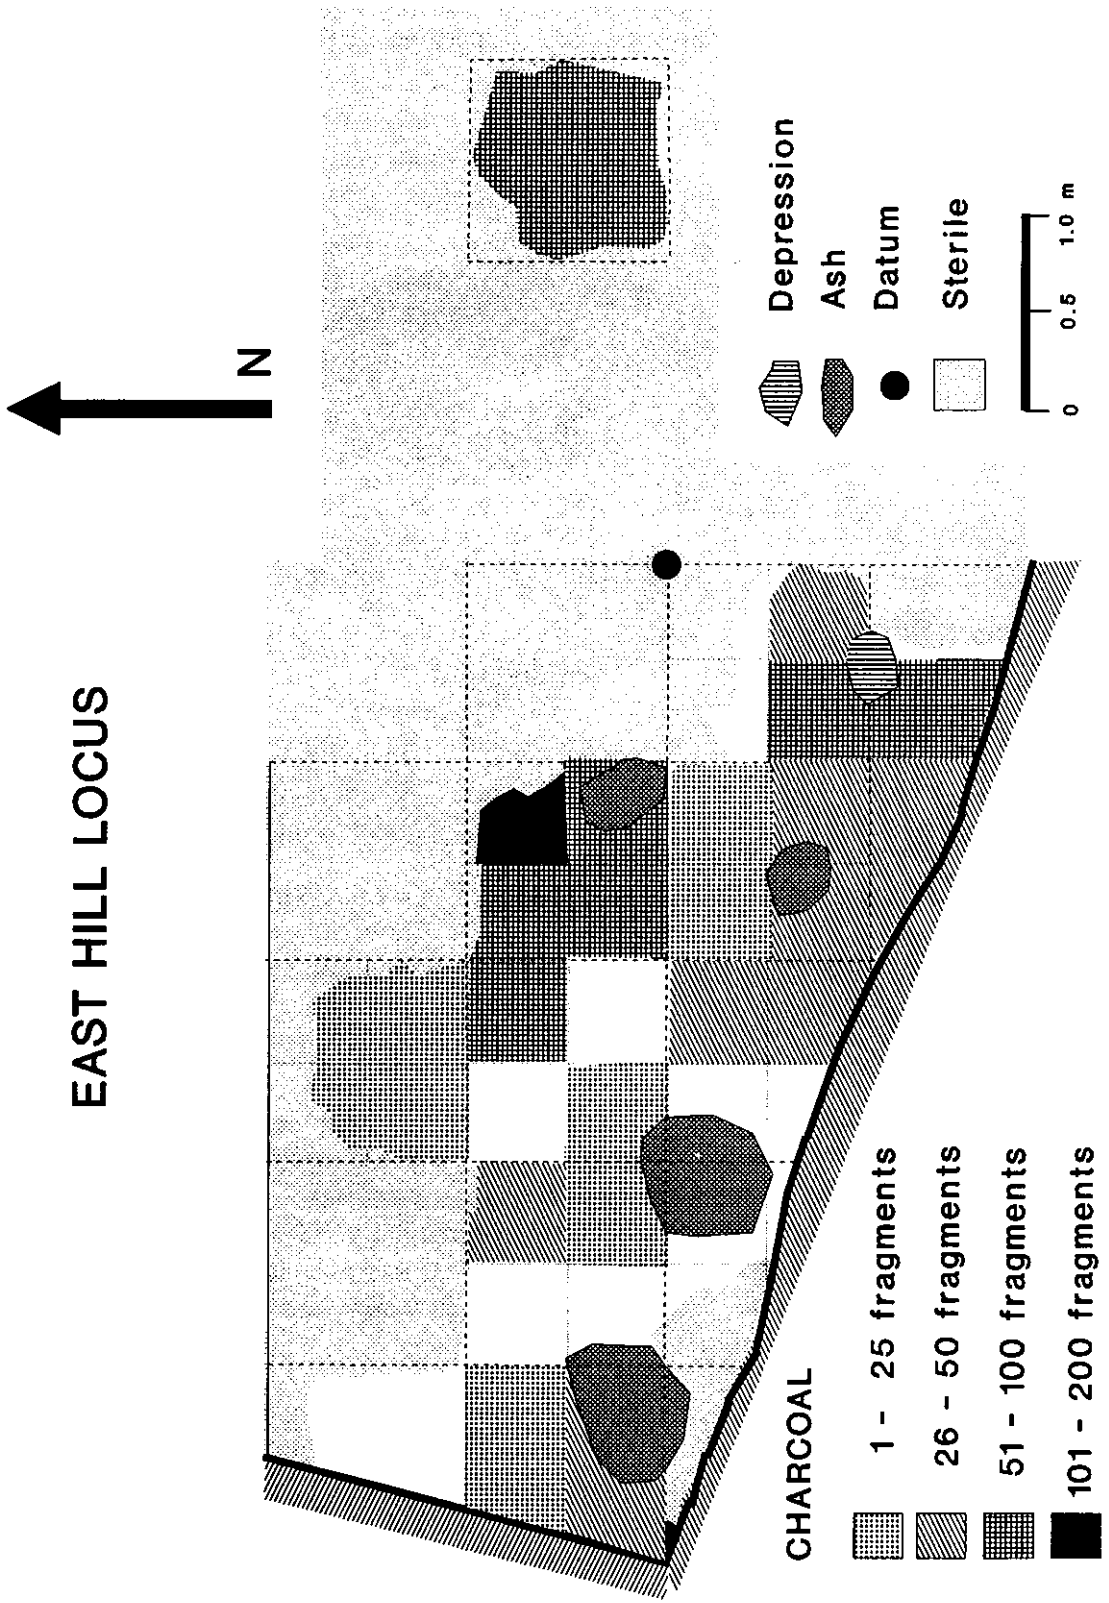 EAST HILL LOCUS
N
Depression
Ash
Datum
Sterile
0 0.5 1.0 m
CHARCOAL
1 - 25 fragments
26 - 50 fragments
51 - 100 fragments
101 - 200 fragments